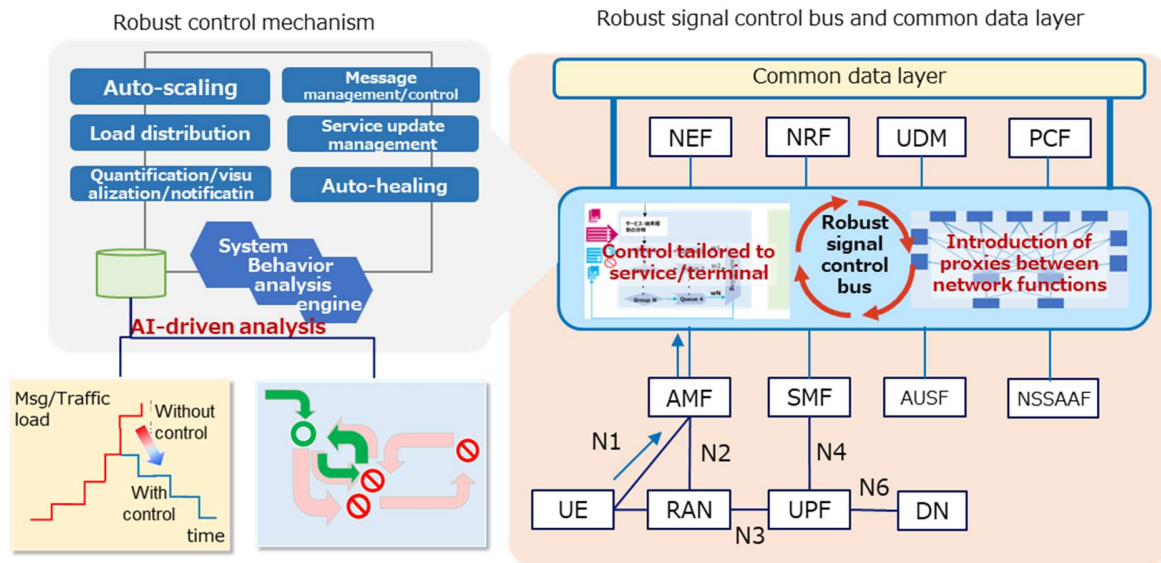 Robust control mechanism
Auto-scaling
Message
management/control
Load distribution
Service update
management
Quantification/visu
alization/notificatin
Auto-healing
System
Behavior
analysis
engine
AI-driven analysis
Msg/Traffic
load
Without
control
With
control
time
Robust signal control bus and common data layer
Common data layer
NEF
NRF
UDM
PCF
Control tailored to
service/terminal
Group N
Queue 4
wN
Robust
signal
control
bus
Introduction of
proxies between
network functions
AMF
SMF
AUSF
NSSAAF
N1
N2
N4
N6
UE
RAN
UPF
DN
N3